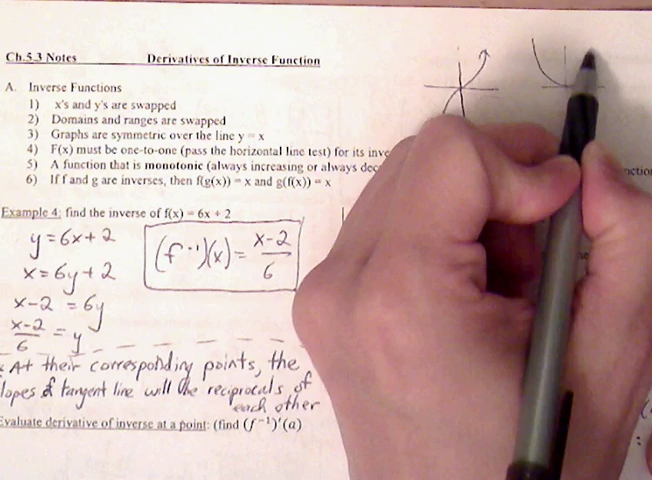 Ch.5.3 Notes Derivatives of Inverse Function
A. Inverse Functions
1) x's and y's are swapped
2) Domains and ranges are swapped
3) Graphs are symmetric over the line y = x
4) F(x) must be one-to-one (pass the horizontal line test) for its inve
5) A function that is monotonic (always increasing or always dec
6) If f and g are inverses, then f(g(x)) = x and g(f(x)) = x
Example 4: find the inverse of f(x) = 6x + 2
y = 6x + 2
(f⁻¹)(x) = x-2/6
x = 6y + 2
x-2 = 6y
x-2/6 = y
At their corresponding points, the
lopes of tangent line will be reciprocals of
each other
Evaluate derivative of inverse at a point: (find (f⁻¹)'(a)